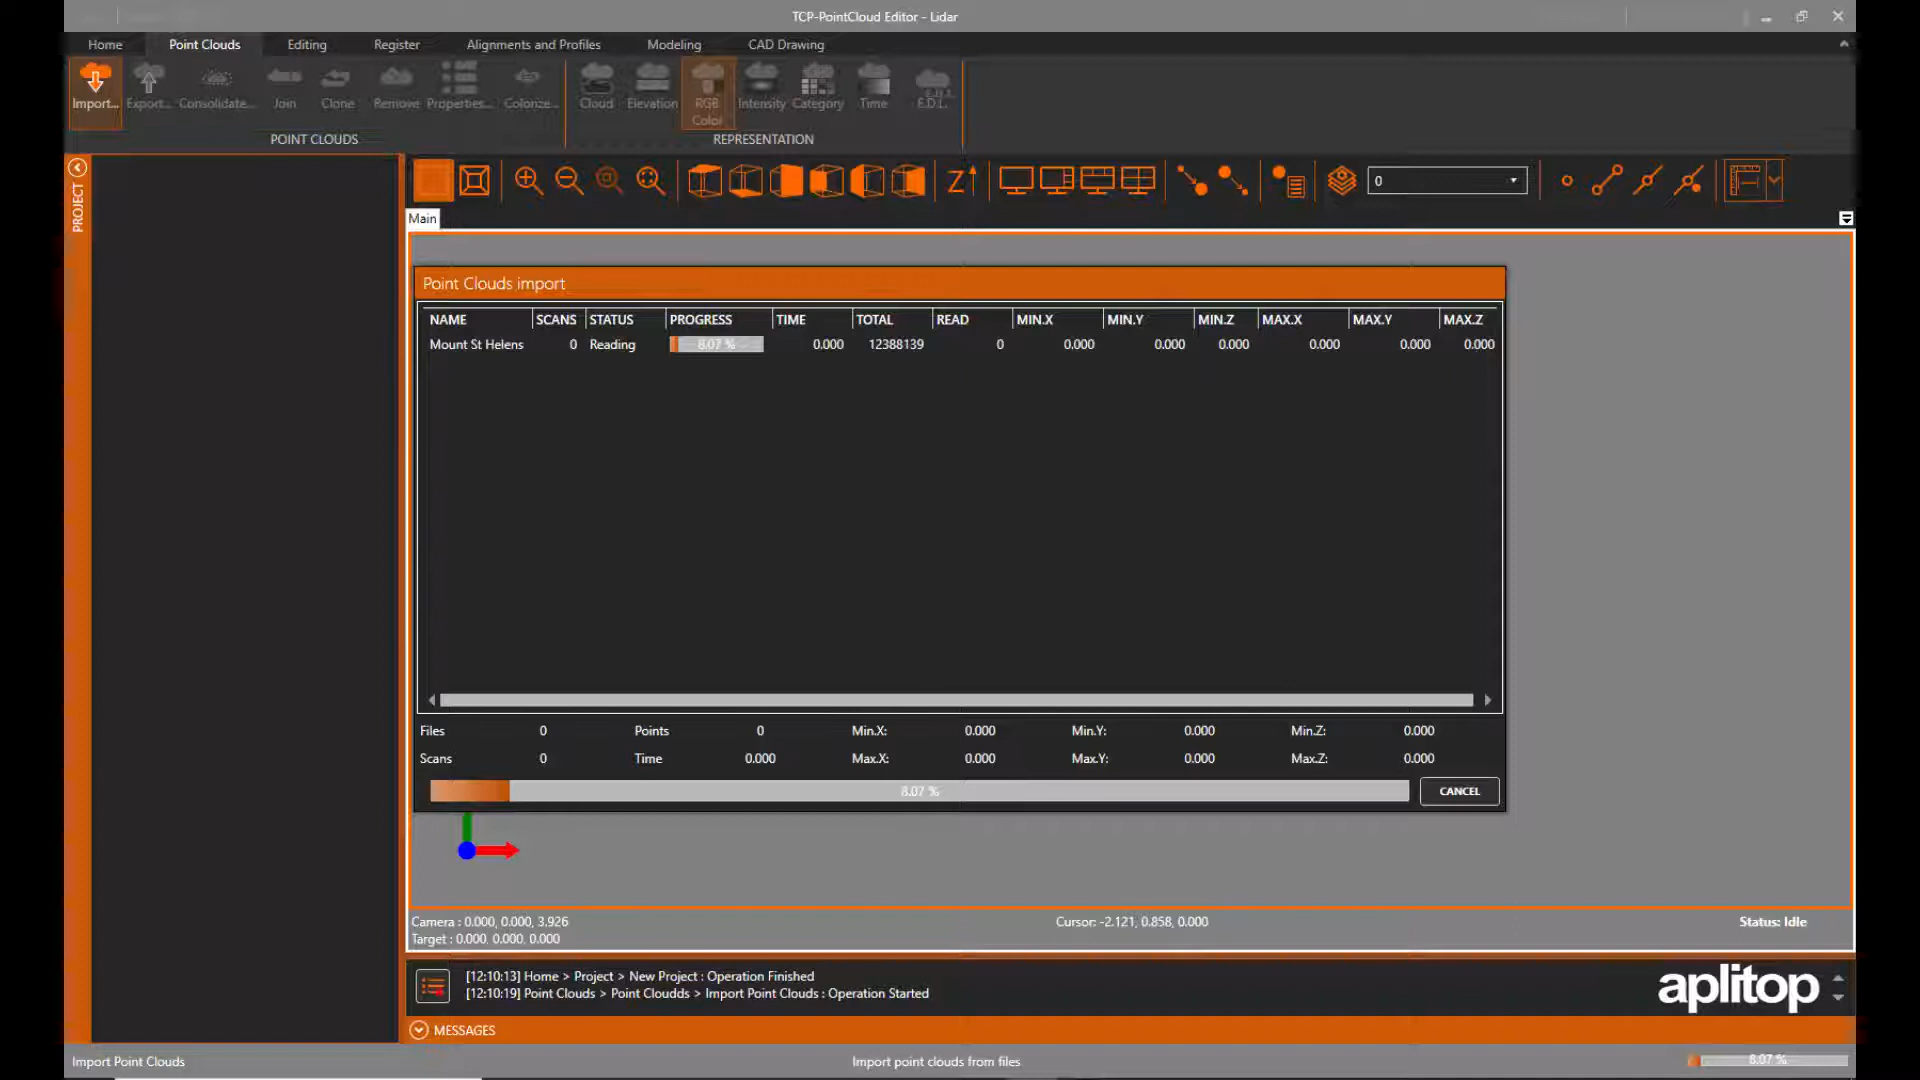 TCP-PointCloud Editor - Lidar
Home Point Clouds Editing Register Alignments and Profiles Modeling CAD Drawing
Import... Export... Consolidate... Join Clone Remove Properties... Colorize... Cloud Elevation RGB Color Intensity Category Time E.D.L.
POINT CLOUDS REPRESENTATION
PROJECT
Z 0
Main
Point Clouds import
NAME SCANS STATUS PROGRESS TIME TOTAL READ MIN.X MIN.Y MIN.Z MAX.X MAX.Y MAX.Z
Mount St Helens 0 Reading 8.07 % 0.000 12388139 0 0.000 0.000 0.000 0.000 0.000 0.000
Files 0 Points 0 Min.X: 0.000 Min.Y: 0.000 Min.Z: 0.000
Scans 0 Time 0.000 Max.X: 0.000 Max.Y: 0.000 Max.Z: 0.000
8.07 % CANCEL
Camera : 0.000, 0.000, 3.926 Cursor: -2.121, 0.858, 0.000 Status: Idle
Target : 0.000, 0.000, 0.000
[12:10:13] Home > Project > New Project : Operation Finished
[12:10:19] Point Clouds > Point Cloudds > Import Point Clouds : Operation Started
aplitop
MESSAGES
Import Point Clouds Import point clouds from files 8.07 %